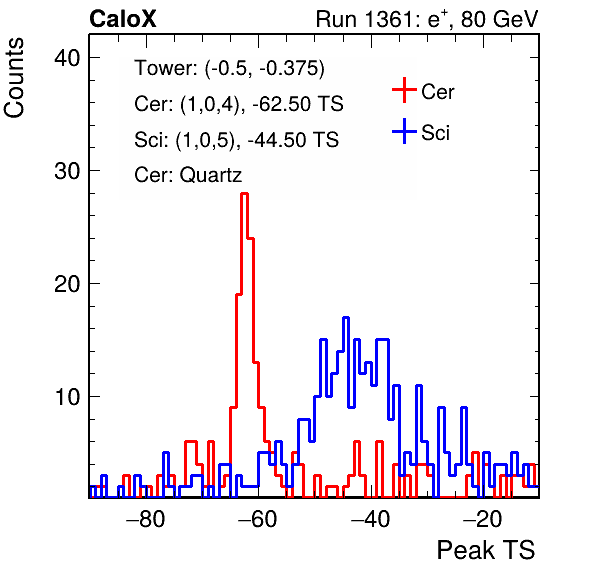 CaloX Run 1361: e⁺, 80 GeV
Counts
40
30
20
10
Tower: (-0.5, -0.375)
Cer: (1,0,4), -62.50 TS
Sci: (1,0,5), -44.50 TS
Cer: Quartz
Cer
Sci
−80 −60 −40 −20
Peak TS